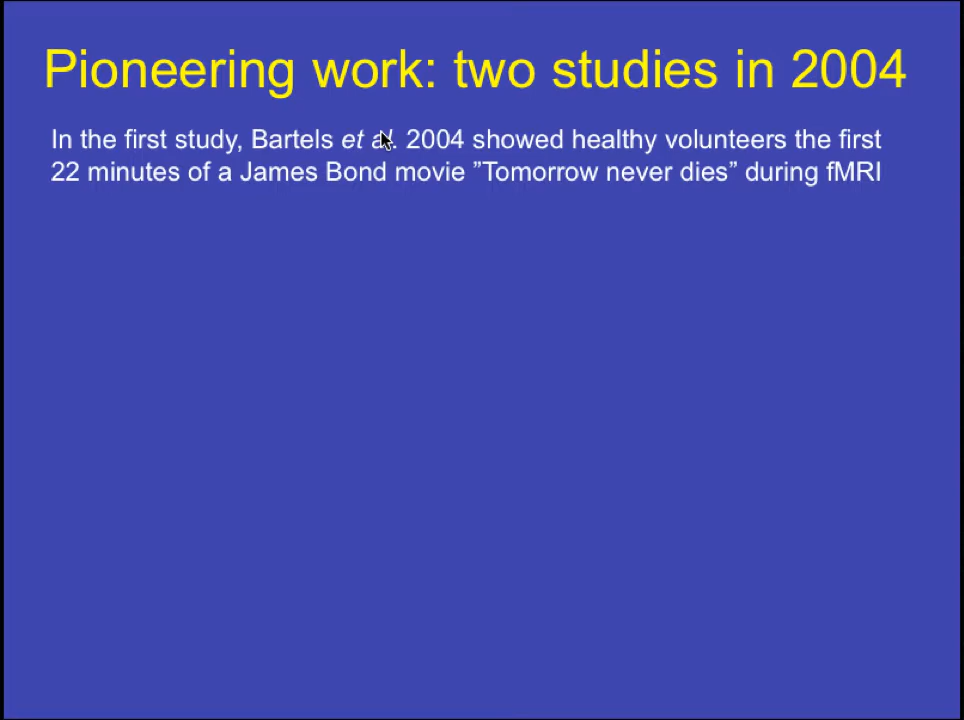 Pioneering work: two studies in 2004
In the first study, Bartels et al. 2004 showed healthy volunteers the first
22 minutes of a James Bond movie ”Tomorrow never dies” during fMRI